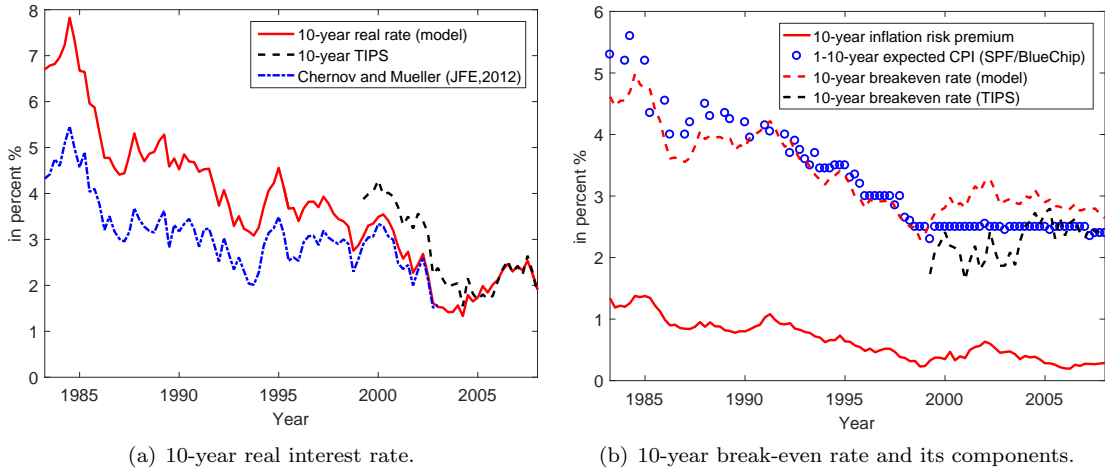 8
7
6
5
4
3
2
1
0
in percent %
10-year real rate (model)
10-year TIPS
Chernov and Mueller (JFE,2012)
1985
1990
1995
2000
2005
Year
(a) 10-year real interest rate.
6
5
4
3
2
1
0
in percent %
10-year inflation risk premium
1-10-year expected CPI (SPF/BlueChip)
10-year breakeven rate (model)
10-year breakeven rate (TIPS)
1985
1990
1995
2000
2005
Year
(b) 10-year break-even rate and its components.